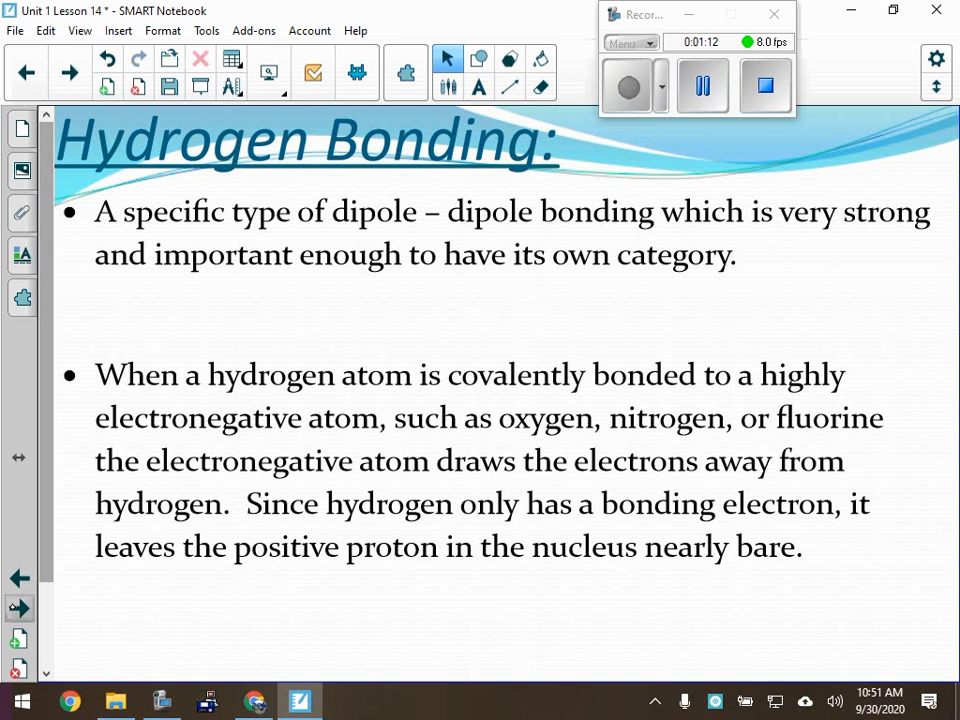 Unit 1 Lesson 14 * - SMART Notebook
Recor...
File Edit View Insert Format Tools Add-ons Account Help
Menu 0:01:12 8.0 fps
Hydrogen Bonding:
• A specific type of dipole – dipole bonding which is very strong
and important enough to have its own category.
• When a hydrogen atom is covalently bonded to a highly
electronegative atom, such as oxygen, nitrogen, or fluorine
the electronegative atom draws the electrons away from
hydrogen. Since hydrogen only has a bonding electron, it
leaves the positive proton in the nucleus nearly bare.
10:51 AM
9/30/2020